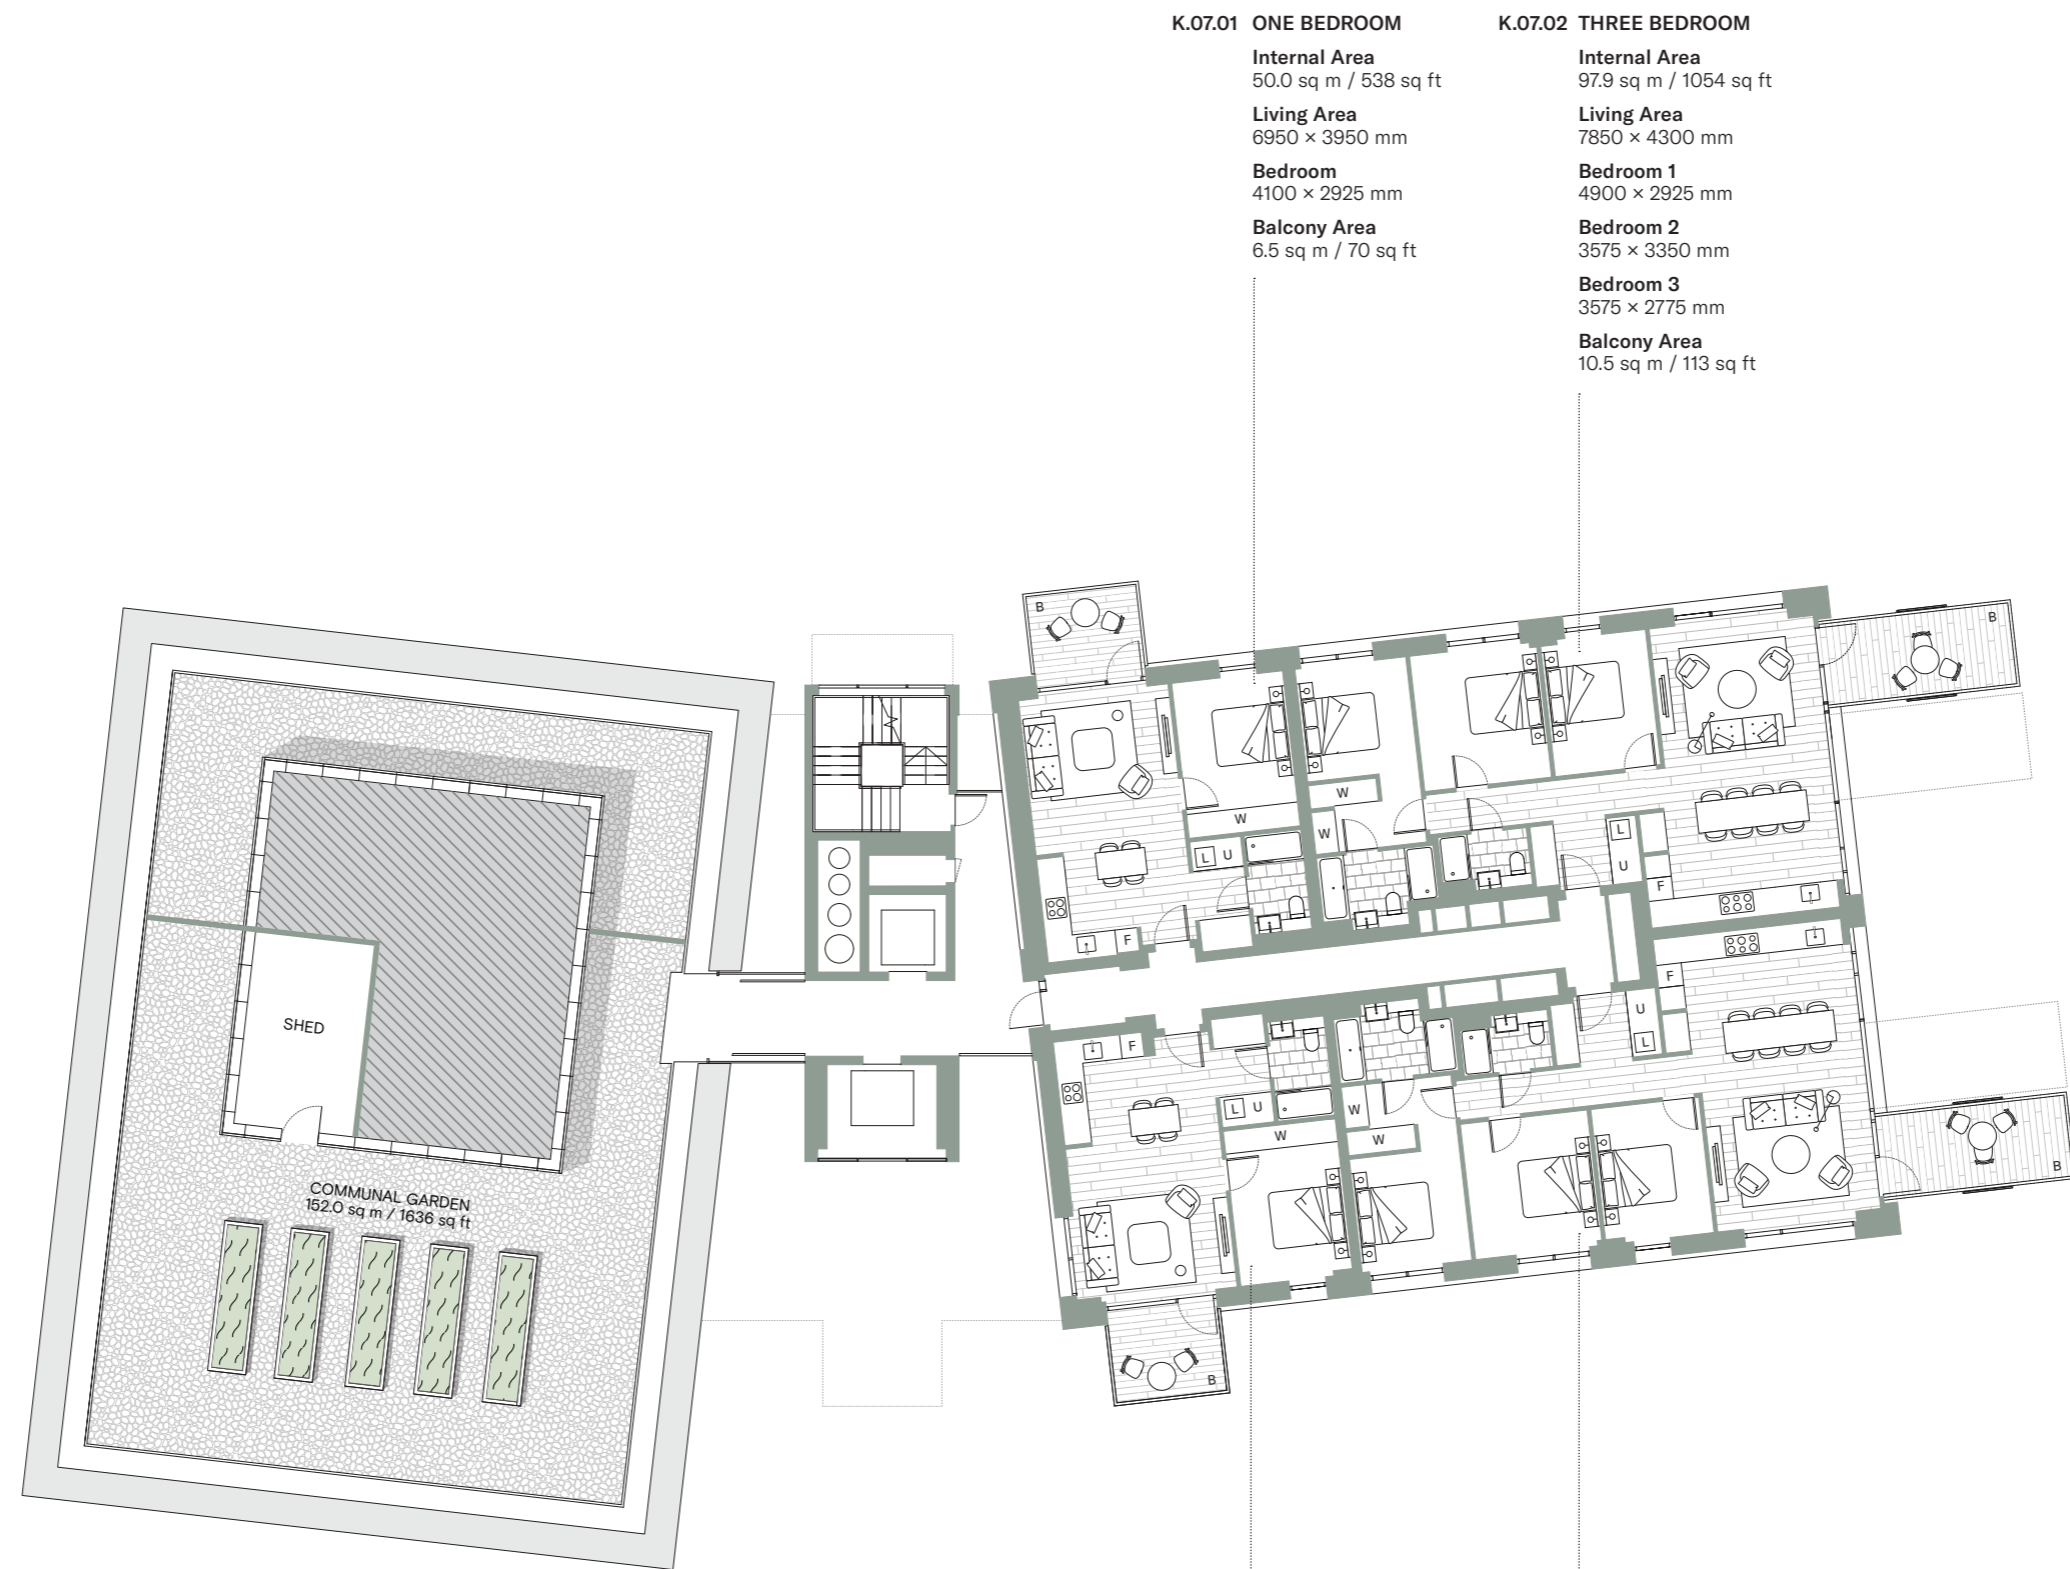 K.07.01 ONE BEDROOM
Internal Area
50.0 sq m / 538 sq ft
Living Area
6950 × 3950 mm
Bedroom
4100 × 2925 mm
Balcony Area
6.5 sq m / 70 sq ft
K.07.02 THREE BEDROOM
Internal Area
97.9 sq m / 1054 sq ft
Living Area
7850 × 4300 mm
Bedroom 1
4900 × 2925 mm
Bedroom 2
3575 × 3350 mm
Bedroom 3
3575 × 2775 mm
Balcony Area
10.5 sq m / 113 sq ft
B
B
W
W
W
L
L U
U
F
F
SHED
F
F
U
L
L U
W
W
W
B
COMMUNAL GARDEN
152.0 sq m / 1636 sq ft
B